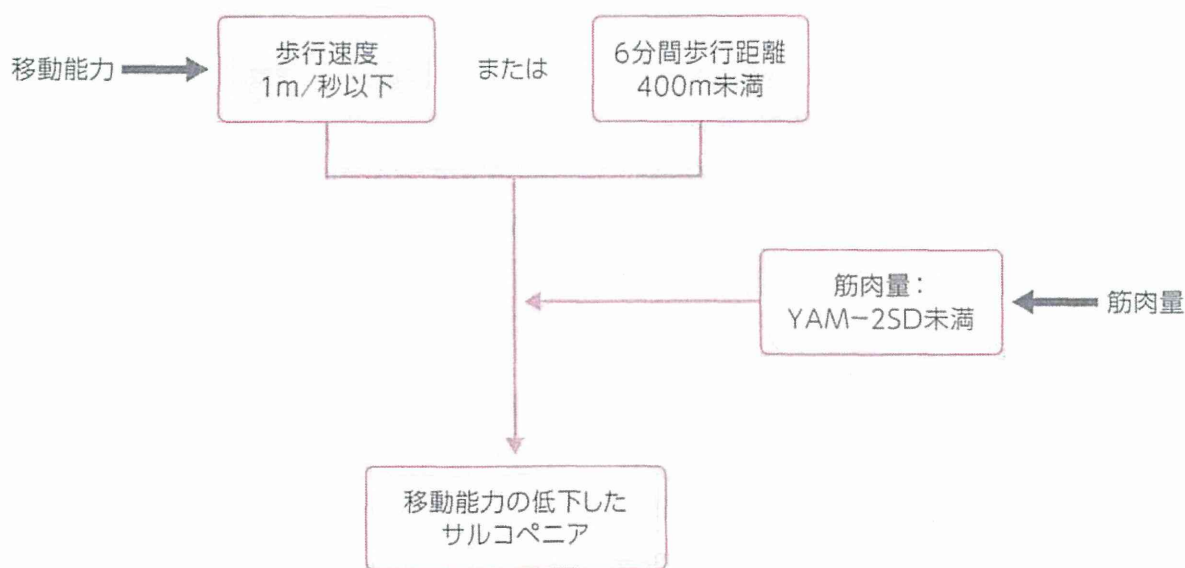 移動能力
歩行速度
1m/秒以下
または
6分間歩行距離
400m未満
筋肉量：
YAM−2SD未満
筋肉量
移動能力の低下した
サルコペニア